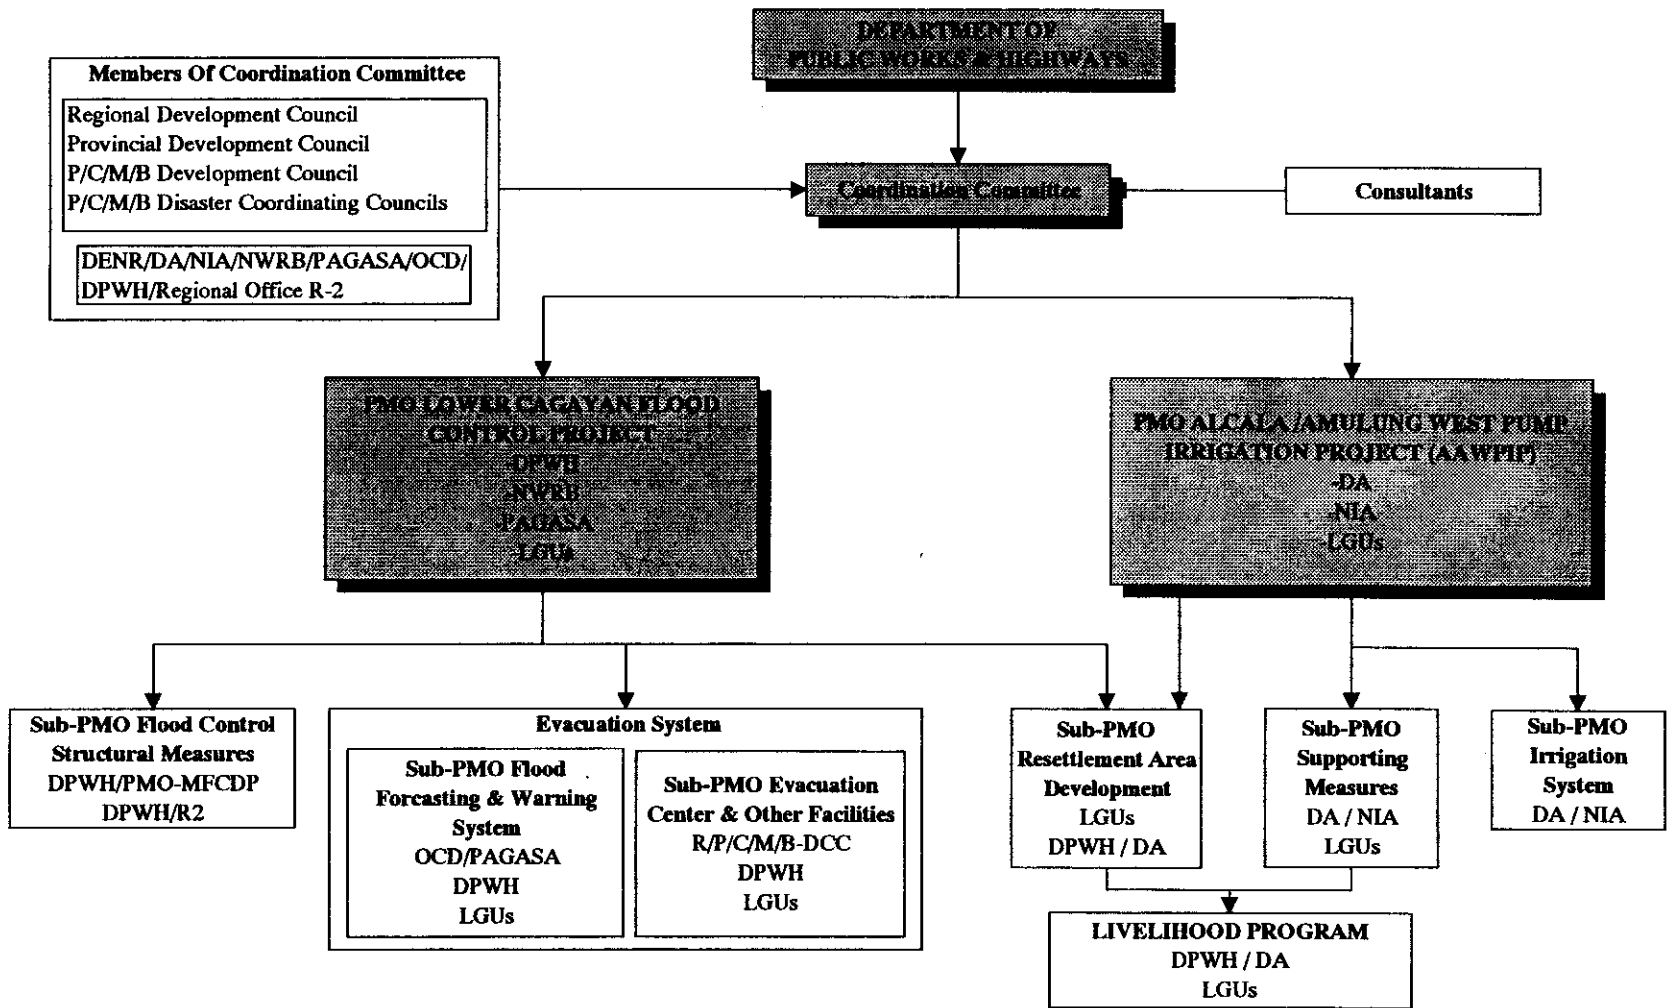 DEPARTMENT OF
PUBLIC WORKS & HIGHWAYS
Members Of Coordination Committee
Regional Development Council
Provincial Development Council
P/C/M/B Development Council
P/C/M/B Disaster Coordinating Councils
DENR/DA/NIA/NWRB/PAGASA/OCD/
DPWH/Regional Office R-2
Coordination Committee
Consultants
PMO LOWER CAGAYAN FLOOD
CONTROL PROJECT
-DPWH
-NWRB
-PAGASA
-LGUs
PMO ALCALA /AMULUNG WEST PUMP
IRRIGATION PROJECT (AAWPIP)
-DA
-NIA
-LGUs
Sub-PMO Flood Control
Structural Measures
DPWH/PMO-MFCDP
DPWH/R2
Evacuation System
Sub-PMO Flood
Forcasting & Warning
System
OCD/PAGASA
DPWH
LGUs
Sub-PMO Evacuation
Center & Other Facilities
R/P/C/M/B-DCC
DPWH
LGUs
Sub-PMO
Resettlement Area
Development
LGUs
DPWH / DA
Sub-PMO
Supporting
Measures
DA / NIA
LGUs
Sub-PMO
Irrigation
System
DA / NIA
LIVELIHOOD PROGRAM
DPWH / DA
LGUs